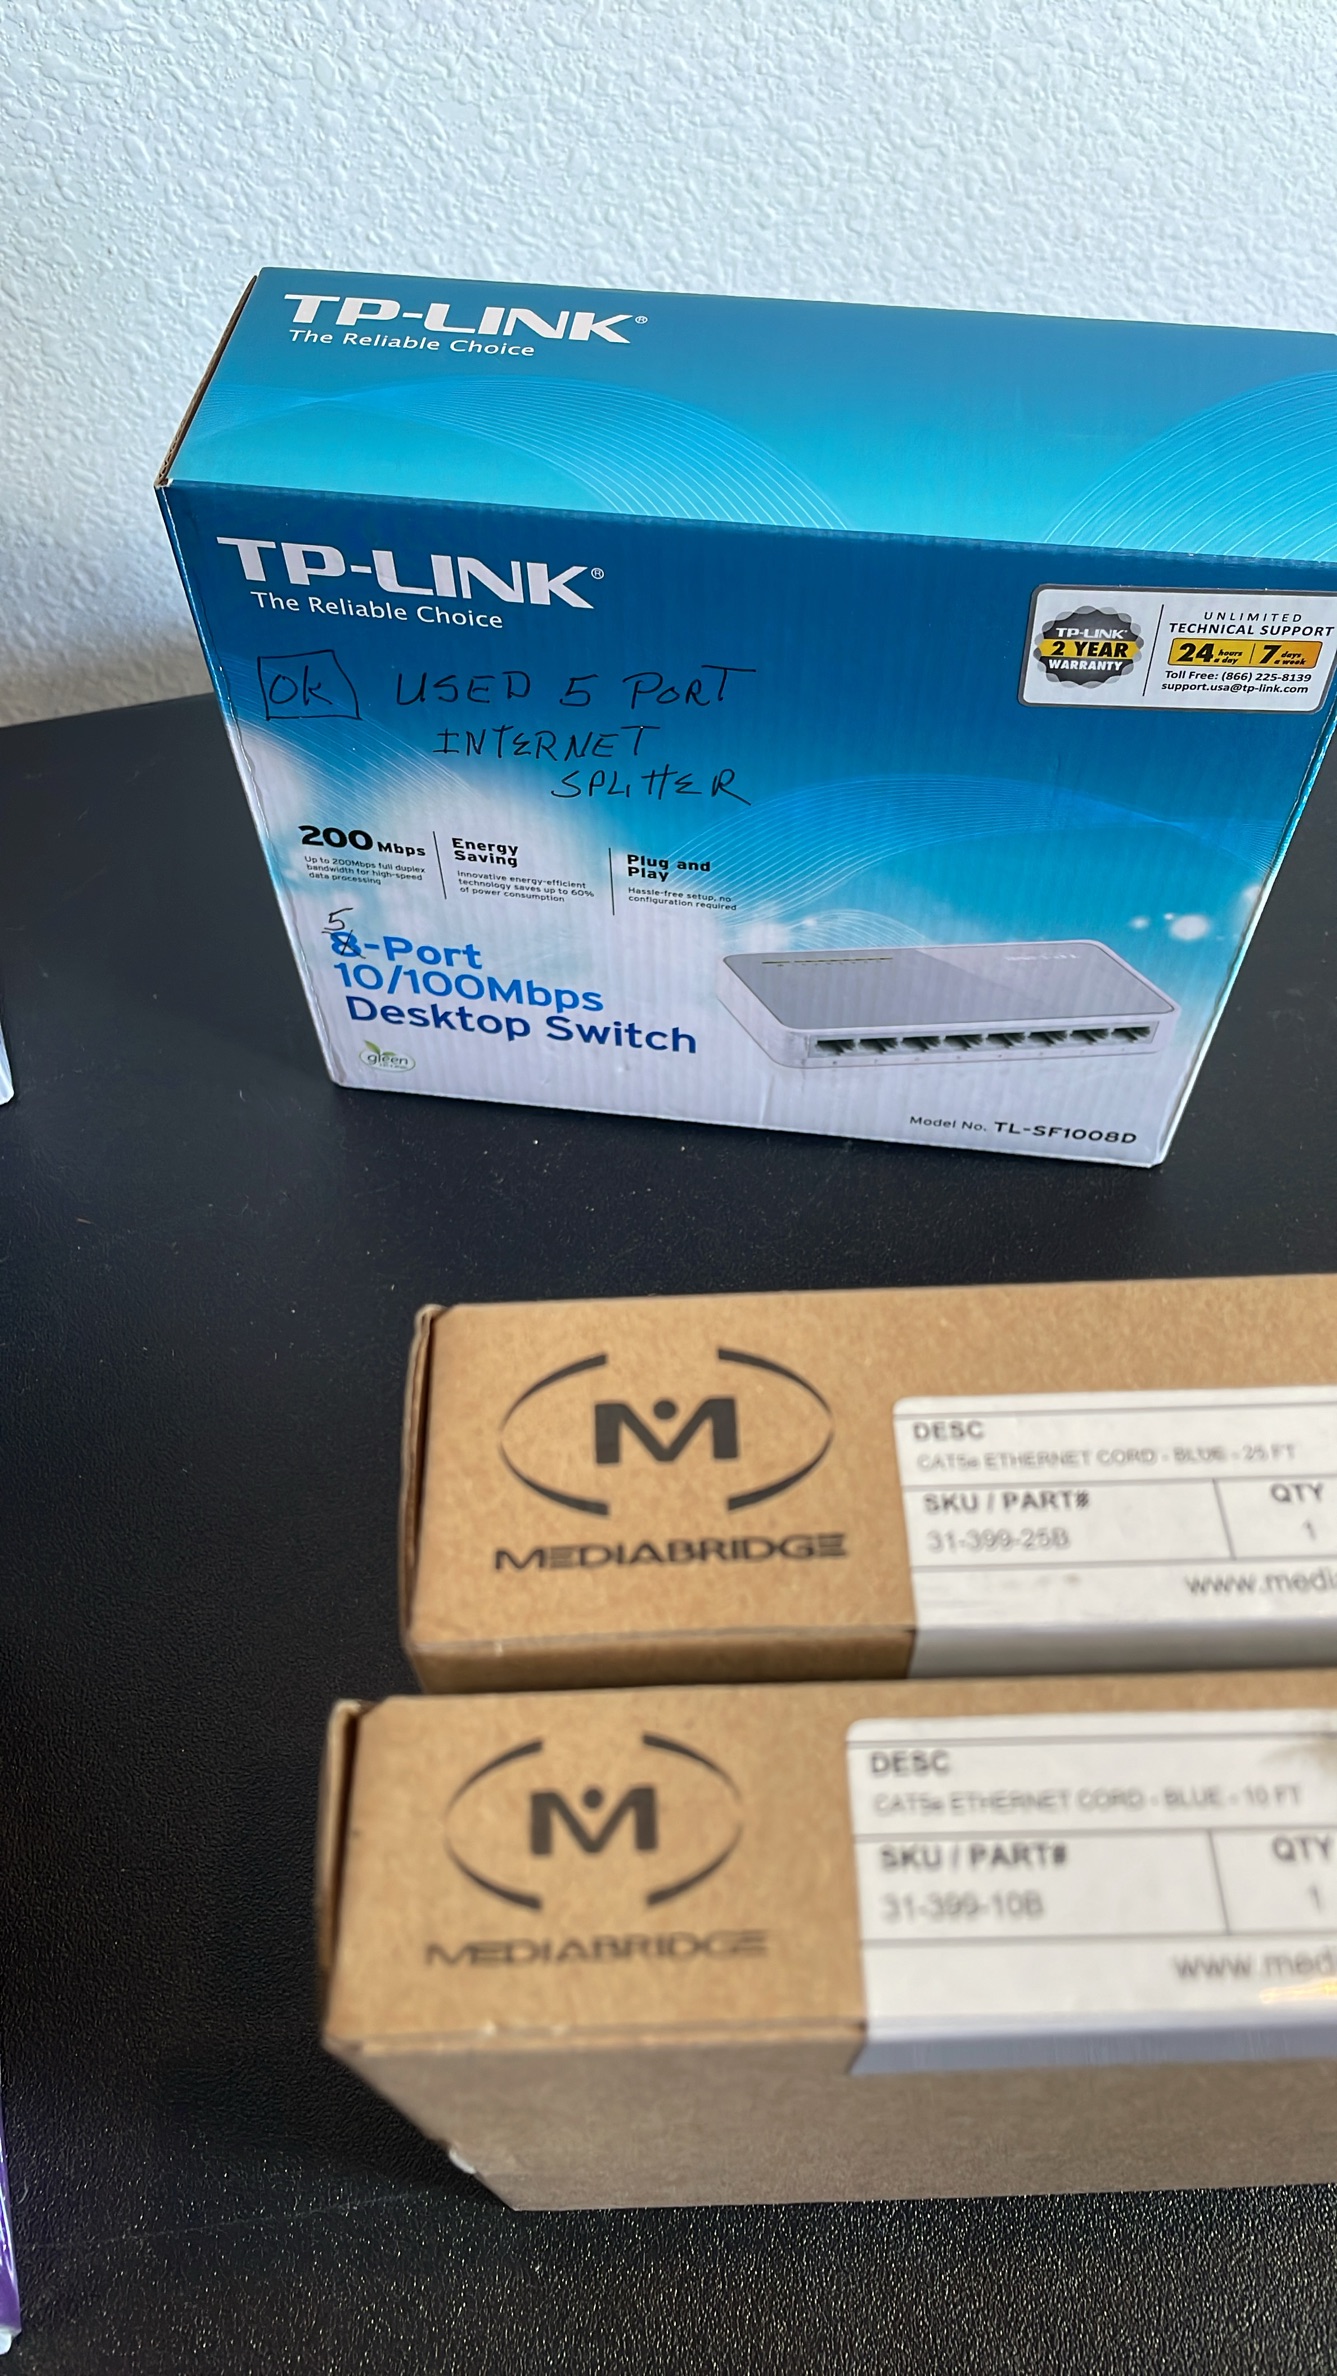 TP-LINK®
The Reliable Choice
TP-LINK®
The Reliable Choice
TP-LINK
2 YEAR
WARRANTY
UNLIMITED
TECHNICAL SUPPORT
24 hours a day 7 days a week
Toll Free: (866) 225-8139
support.usa@tp-link.com
OK USED 5 PORT
INTERNET
SPLITTER
200 Mbps
Up to 200Mbps full duplex
bandwidth for high-speed
data processing
Energy
Saving
Innovative energy-efficient
technology saves up to 60%
of power consumption
Plug and
Play
Hassle-free setup, no
configuration required
5
8-Port
10/100Mbps
Desktop Switch
green
Model No. TL-SF1008D
M
MEDIABRIDGE
DESC
CAT5e ETHERNET CORD - BLUE - 25 FT
SKU / PART# QTY
31-399-25B 1
www.medi
M
MEDIABRIDGE
DESC
CAT5e ETHERNET CORD - BLUE - 10 FT
SKU / PART# QTY
31-399-10B 1
www.med